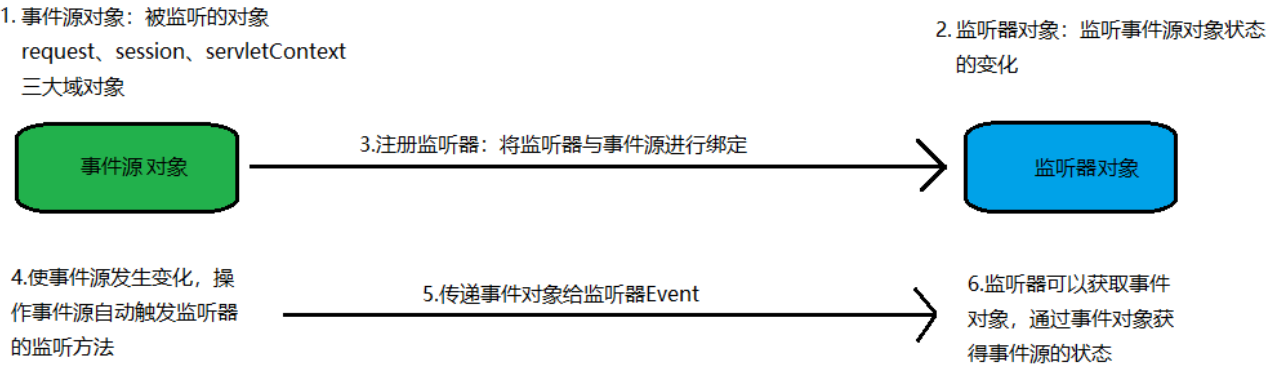 1. 事件源对象：被监听的对象
request、session、servletContext
三大域对象
2. 监听器对象：监听事件源对象状态
的变化
3.注册监听器：将监听器与事件源进行绑定
事件源 对象
监听器对象
4.使事件源发生变化，操
作事件源自动触发监听器
的监听方法
5.传递事件对象给监听器Event
6.监听器可以获取事件
对象，通过事件对象获
得事件源的状态